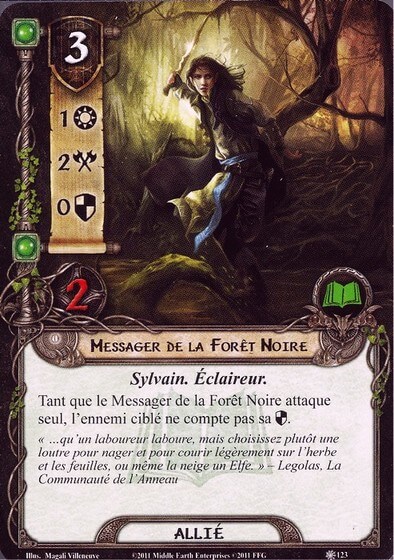 3
1
2
0
2
Messager de la Forêt Noire
Sylvain. Éclaireur.
Tant que le Messager de la Forêt Noire attaque
seul, l'ennemi ciblé ne compte pas sa
« ...qu'un laboureur laboure, mais choisissez plutôt une
loutre pour nager et pour courir légèrement sur l'herbe
et les feuilles, ou même la neige un Elfe. » – Legolas, La
Communauté de l'Anneau
ALLIÉ
Illus. Magali Villeneuve
©2011 Middle Earth Enterprises ©2011 FFG
123